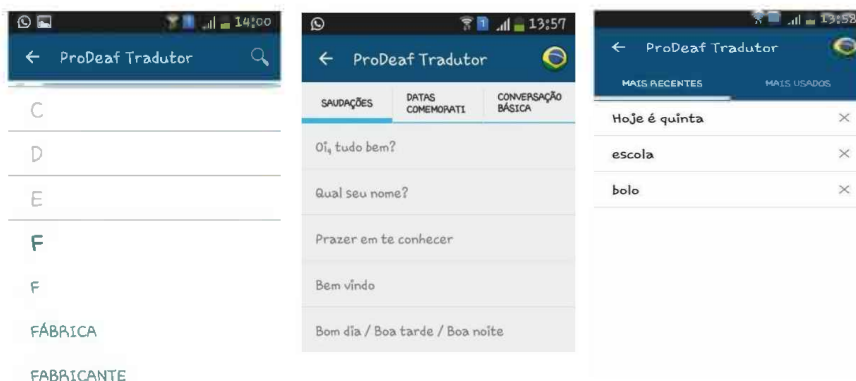 14:00
ProDeaf Tradutor
C
D
E
F
F
FÁBRICA
FABRICANTE
1 13:57
ProDeaf Tradutor
SAUDAÇÕES
DATAS
COMEMORATI
CONVERSAÇÃO
BÁSICA
Oi, tudo bem?
Qual seu nome?
Prazer em te conhecer
Bem vindo
Bom dia / Boa tarde / Boa noite
13:58
ProDeaf Tradutor
MAIS RECENTES MAIS USADOS
Hoje é quinta
escola
bolo